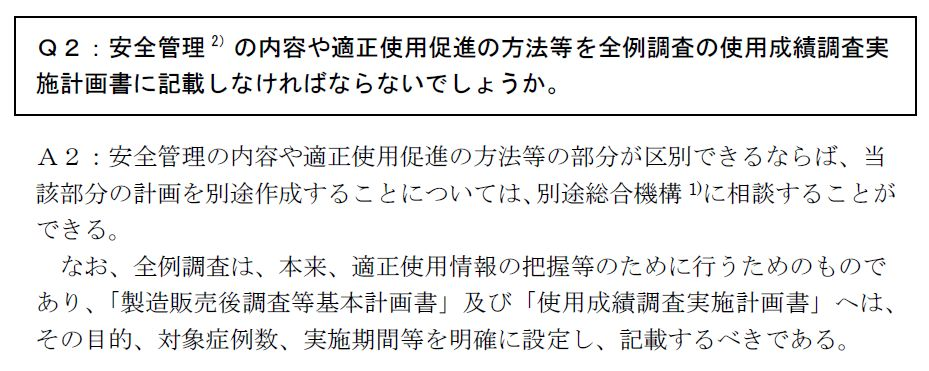 Ｑ２：安全管理2) の内容や適正使用促進の方法等を全例調査の使用成績調査実
施計画書に記載しなければならないでしょうか。
Ａ２：安全管理の内容や適正使用促進の方法等の部分が区別できるならば、当
該部分の計画を別途作成することについては、別途総合機構1)に相談することが
できる。
　なお、全例調査は、本来、適正使用情報の把握等のために行うためのもので
あり、「製造販売後調査等基本計画書」及び「使用成績調査実施計画書」へは、
その目的、対象症例数、実施期間等を明確に設定し、記載するべきである。